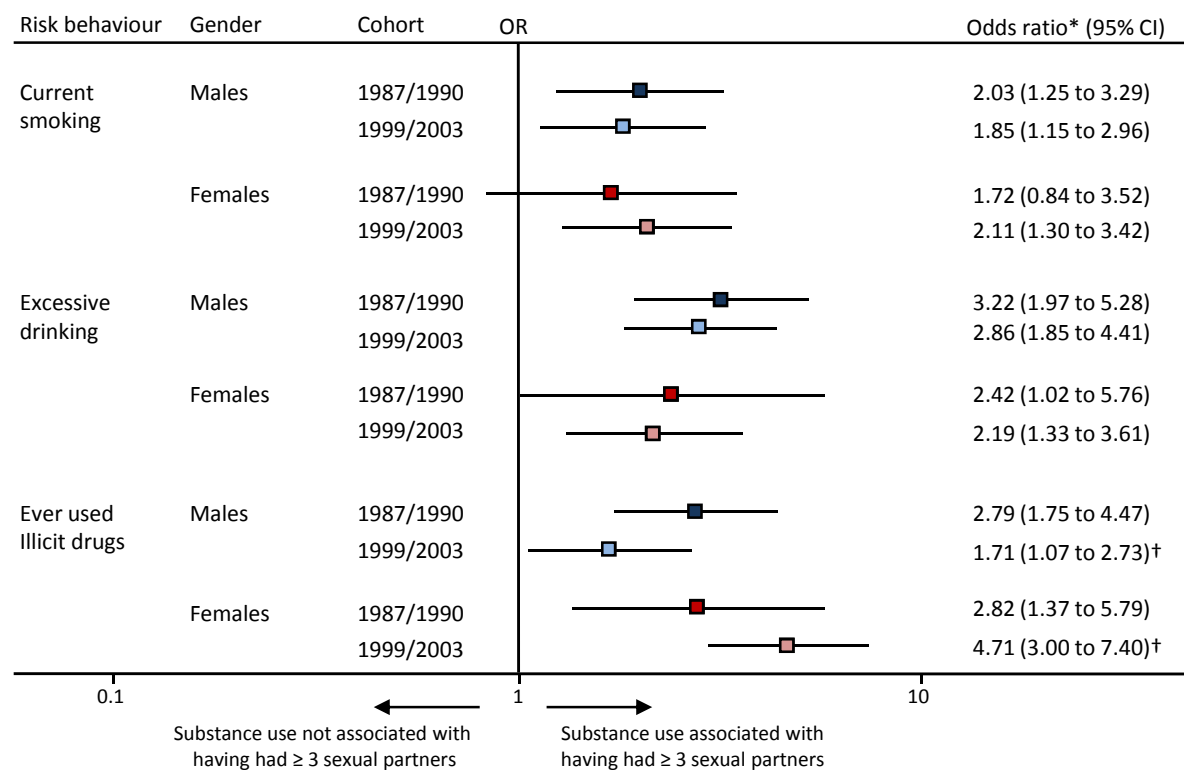 Risk behaviour Gender Cohort OR Odds ratio* (95% CI)
Current smoking Males 1987/1990 2.03 (1.25 to 3.29)
1999/2003 1.85 (1.15 to 2.96)
Females 1987/1990 1.72 (0.84 to 3.52)
1999/2003 2.11 (1.30 to 3.42)
Excessive drinking Males 1987/1990 3.22 (1.97 to 5.28)
1999/2003 2.86 (1.85 to 4.41)
Females 1987/1990 2.42 (1.02 to 5.76)
1999/2003 2.19 (1.33 to 3.61)
Ever used Illicit drugs Males 1987/1990 2.79 (1.75 to 4.47)
1999/2003 1.71 (1.07 to 2.73)†
Females 1987/1990 2.82 (1.37 to 5.79)
1999/2003 4.71 (3.00 to 7.40)†
0.1 1 10
Substance use not associated with
having had ≥ 3 sexual partners
Substance use associated with
having had ≥ 3 sexual partners